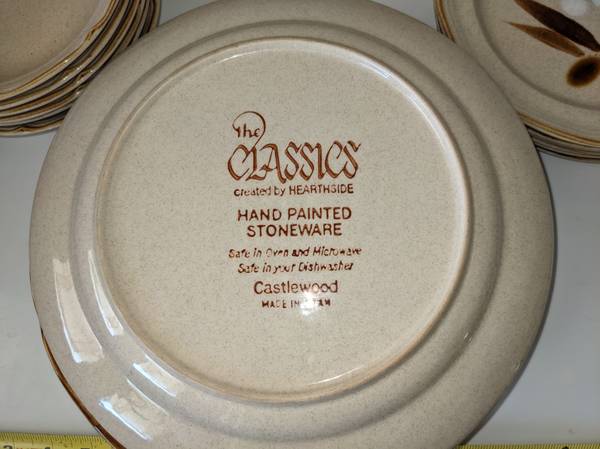 The
CLASSICS
created by HEARTHSIDE
HAND PAINTED
STONEWARE
Safe in Oven and Microwave
Safe in your Dishwasher
Castlewood
MADE IN